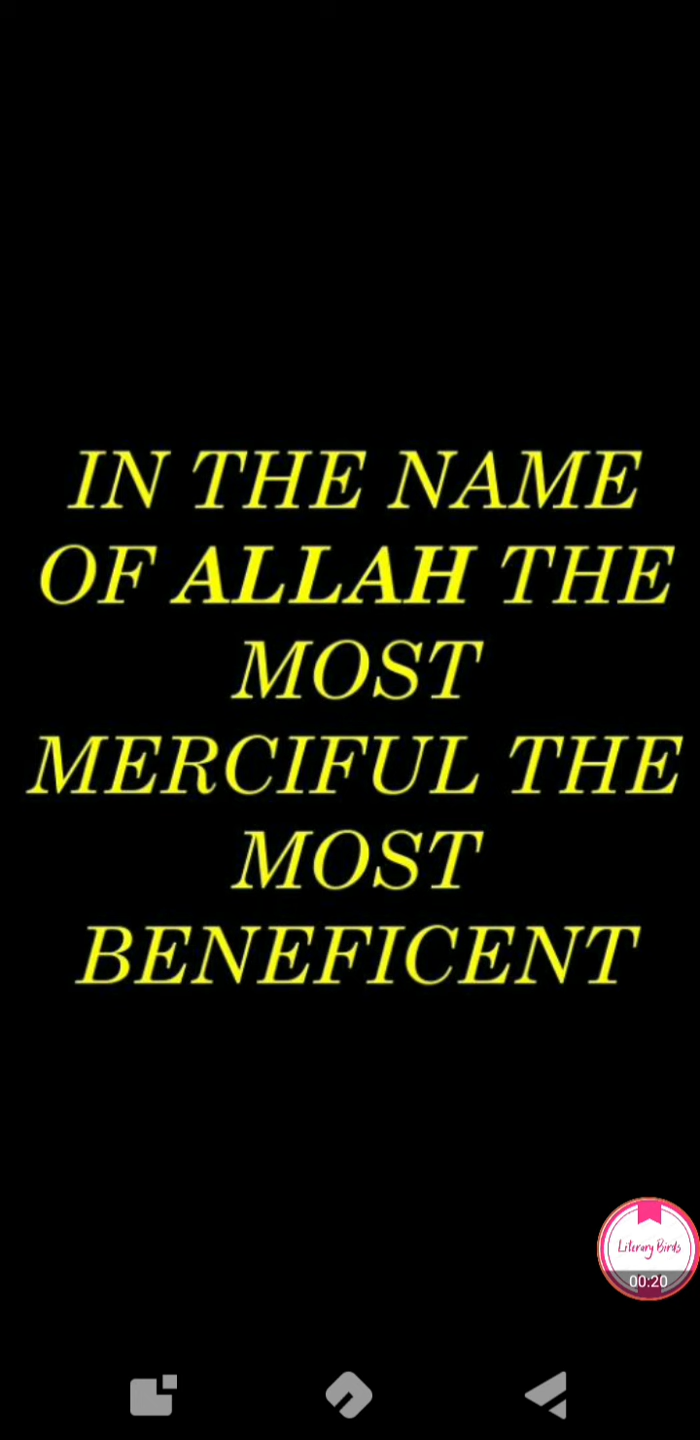 IN THE NAME
OF ALLAH THE
MOST
MERCIFUL THE
MOST
BENEFICENT
Literary Birds
00:20